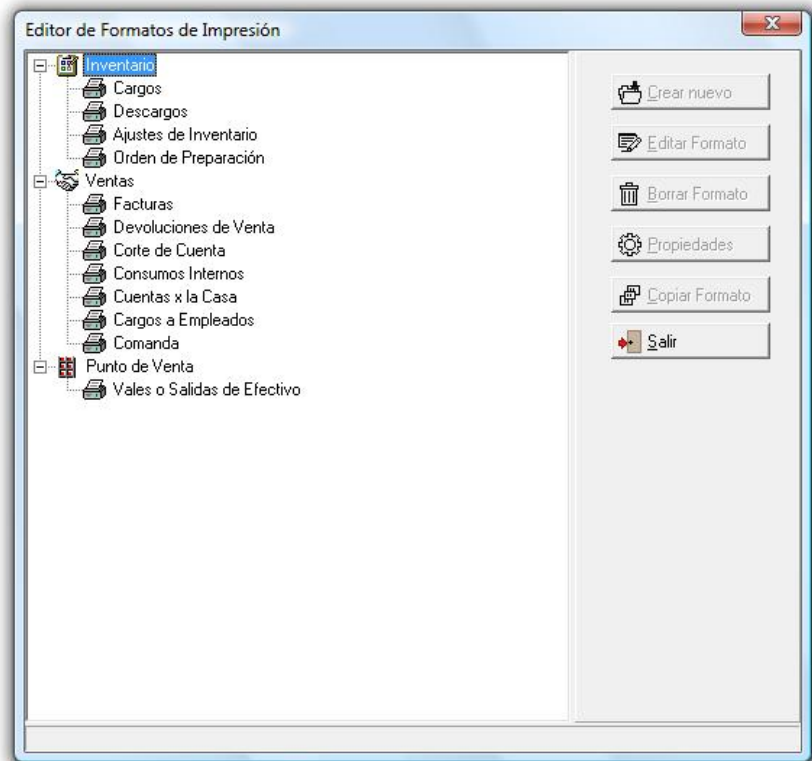 Editor de Formatos de Impresión
Inventario
Cargos
Descargos
Ajustes de Inventario
Orden de Preparación
Ventas
Facturas
Devoluciones de Venta
Corte de Cuenta
Consumos Internos
Cuentas x la Casa
Cargos a Empleados
Comanda
Punto de Venta
Vales o Salidas de Efectivo
Crear nuevo
Editar Formato
Borrar Formato
Propiedades
Copiar Formato
Salir